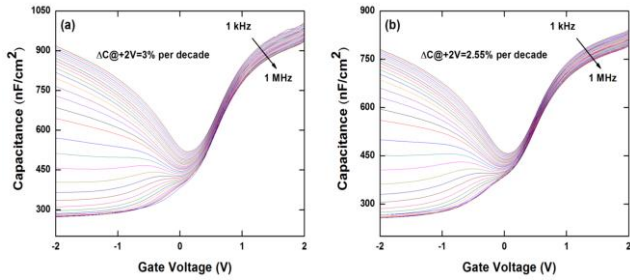 (a)
1 kHz
ΔC@+2V=3% per decade
1 MHz
Capacitance (nF/cm²)
1050
900
750
600
450
300
-2
-1
0
1
2
Gate Voltage (V)
(b)
1 kHz
ΔC@+2V=2.55% per decade
1 MHz
Capacitance (nF/cm²)
900
750
600
450
300
-2
-1
0
1
2
Gate Voltage (V)